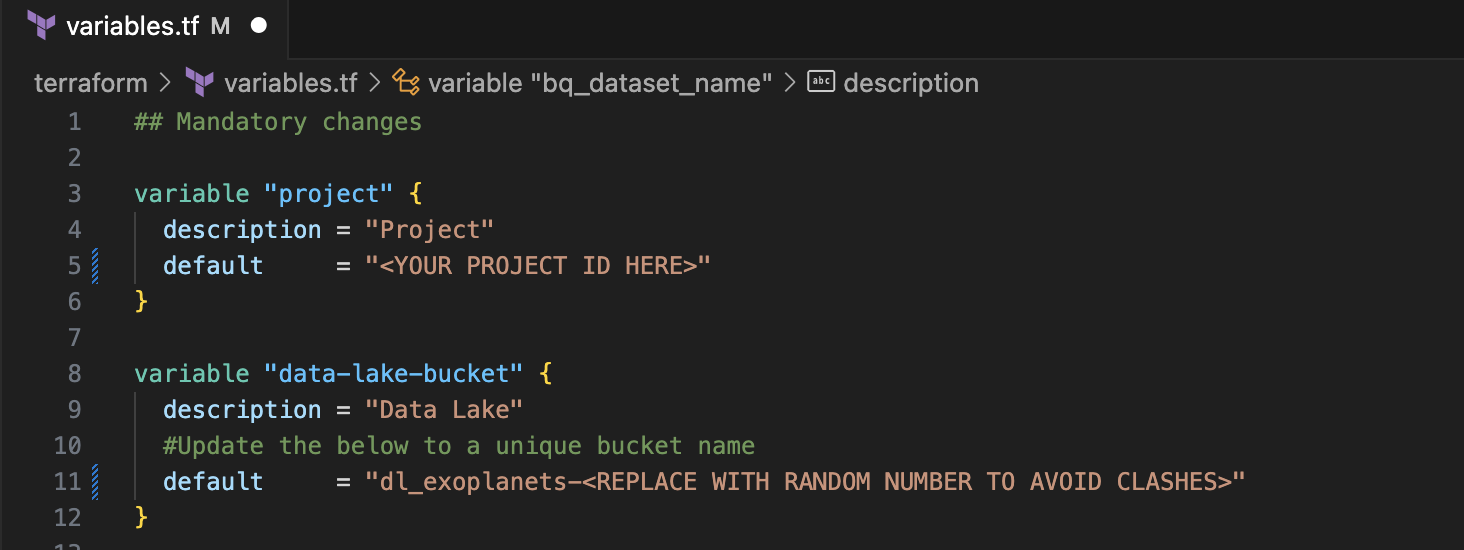 variables.tf M
terraform > variables.tf > variable "bq_dataset_name" > abc description
1 ## Mandatory changes
2
3 variable "project" {
4 description = "Project"
5 default = "<YOUR PROJECT ID HERE>"
6 }
7
8 variable "data-lake-bucket" {
9 description = "Data Lake"
10 #Update the below to a unique bucket name
11 default = "dl_exoplanets-<REPLACE WITH RANDOM NUMBER TO AVOID CLASHES>"
12 }
13